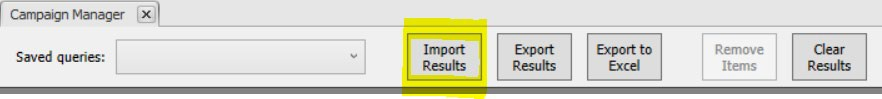 Campaign Manager
Saved queries:
Import
Results
Export
Results
Export to
Excel
Remove
Items
Clear
Results